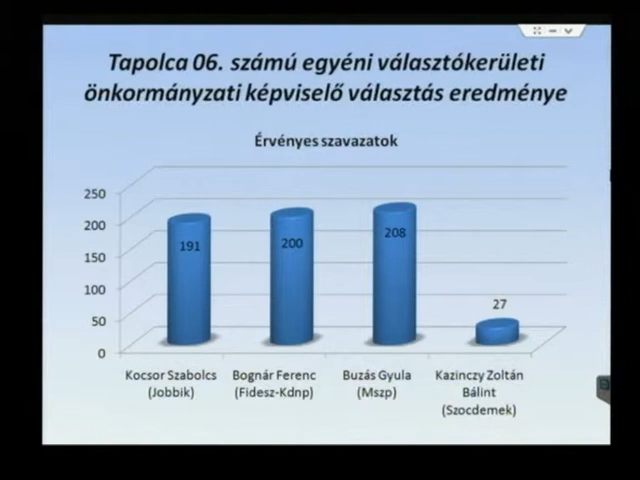 Tapolca 06. számú egyéni választókerületi
önkormányzati képviselő választás eredménye
Érvényes szavazatok
250
200
150
100
50
0
191
200
208
27
Kocsor Szabolcs
(Jobbik)
Bognár Ferenc
(Fidesz-Kdnp)
Buzás Gyula
(Mszp)
Kazinczy Zoltán
Bálint
(Szocdemek)